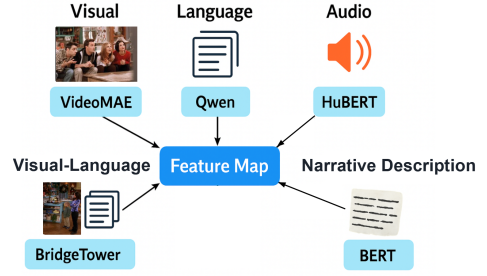 Visual
Language
Audio
VideoMAE
Qwen
HuBERT
Visual-Language
Feature Map
Narrative Description
BridgeTower
BERT